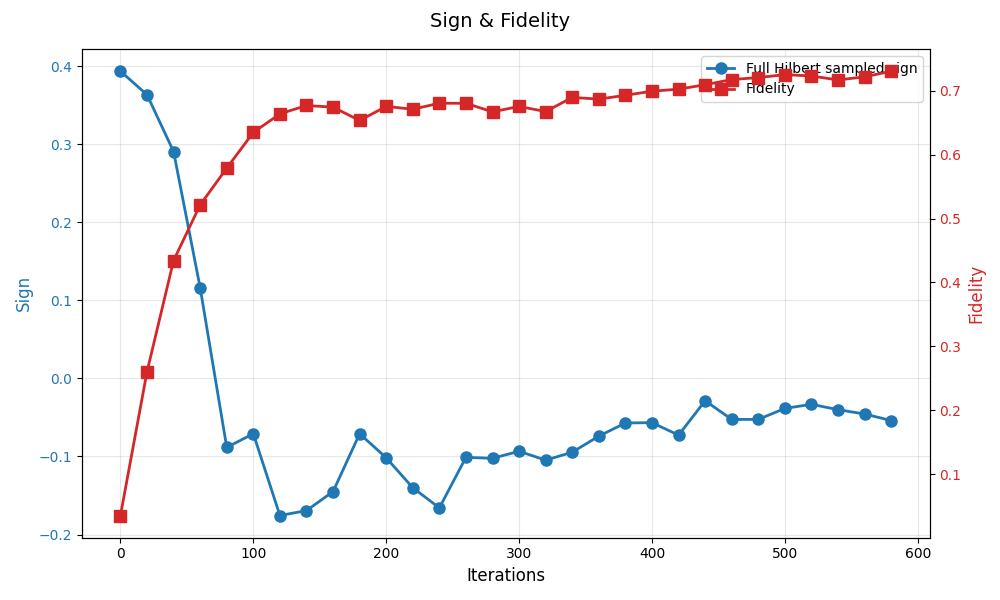 Sign & Fidelity
Full Hilbert sampled sign
Fidelity
0.4
0.3
0.2
0.1
0.0
−0.1
−0.2
Sign
0.7
0.6
0.5
0.4
0.3
0.2
0.1
Fidelity
0 100 200 300 400 500 600
Iterations